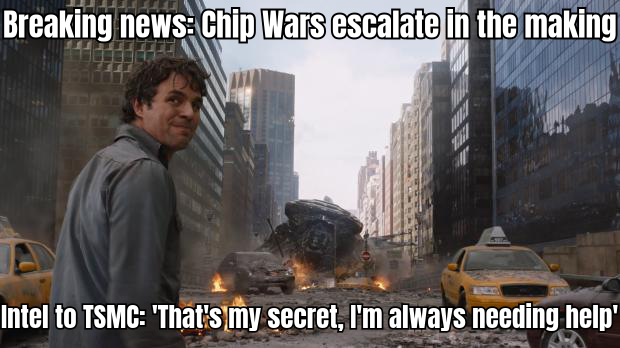 Breaking news: Chip Wars escalate in the making
Intel to TSMC: 'That's my secret, I'm always needing help'